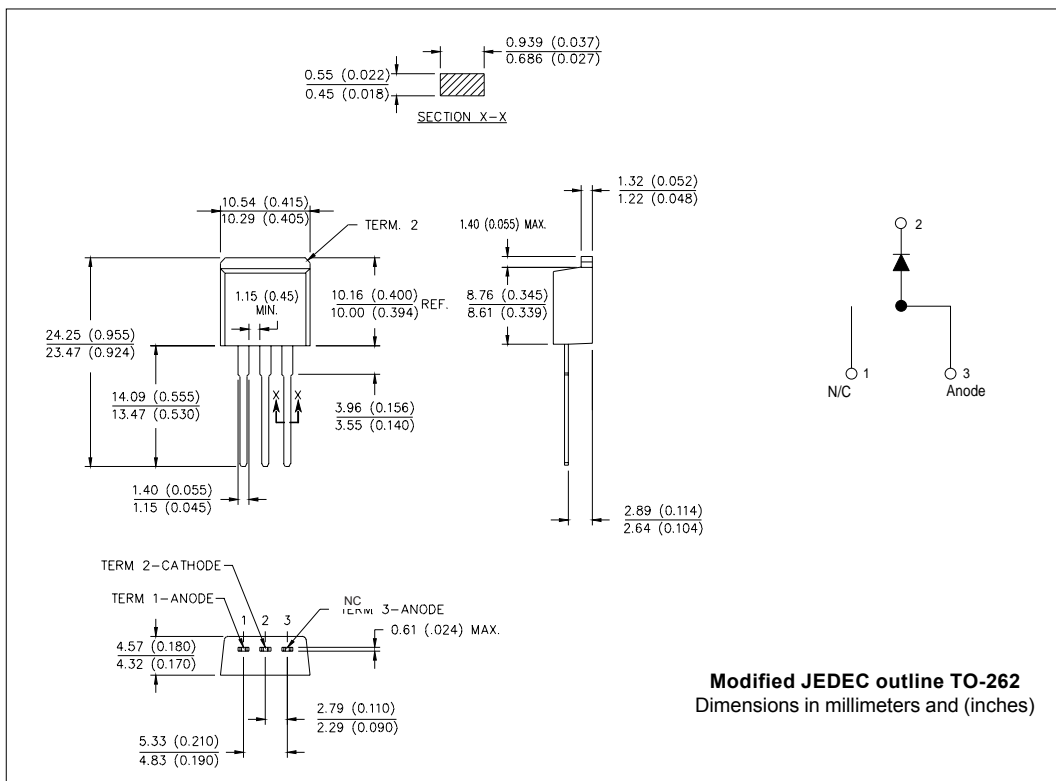 0.939 (0.037)
0.686 (0.027)
0.55 (0.022)
0.45 (0.018)
SECTION X-X
10.54 (0.415)
10.29 (0.405)
TERM. 2
1.32 (0.052)
1.22 (0.048)
1.40 (0.055) MAX.
2
1.15 (0.45)
MIN.
10.16 (0.400)
10.00 (0.394)
REF.
8.76 (0.345)
8.61 (0.339)
24.25 (0.955)
23.47 (0.924)
14.09 (0.555)
13.47 (0.530)
X X
3.96 (0.156)
3.55 (0.140)
1
N/C
3
Anode
1.40 (0.055)
1.15 (0.045)
2.89 (0.114)
2.64 (0.104)
TERM 2-CATHODE
TERM 1-ANODE
NC
TERM 3-ANODE
1 2 3
0.61 (.024) MAX.
4.57 (0.180)
4.32 (0.170)
2.79 (0.110)
2.29 (0.090)
5.33 (0.210)
4.83 (0.190)
Modified JEDEC outline TO-262
Dimensions in millimeters and (inches)